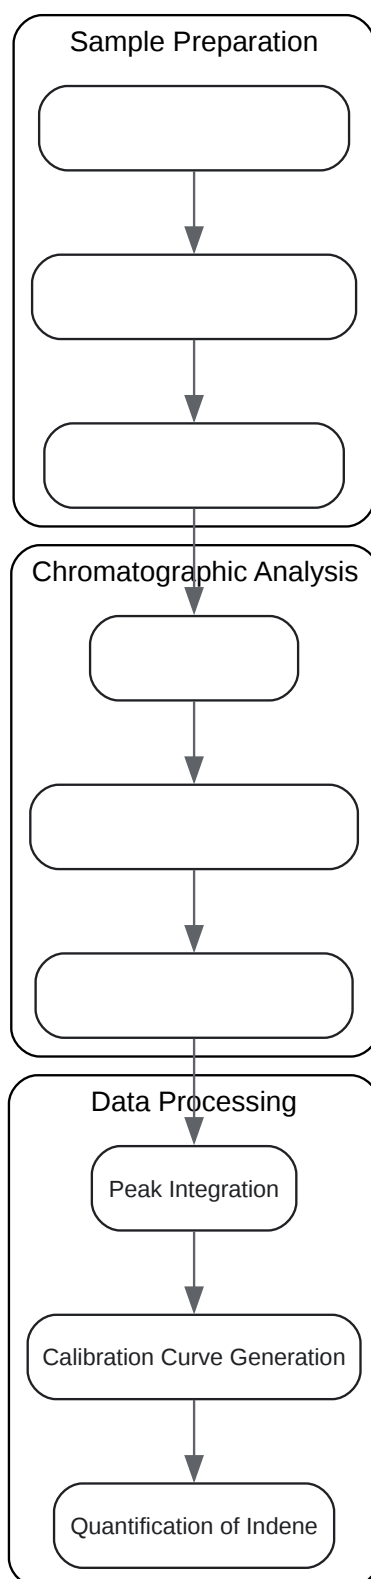 Sample Preparation
Chromatographic Analysis
Data Processing
Peak Integration
Calibration Curve Generation
Quantification of Indene